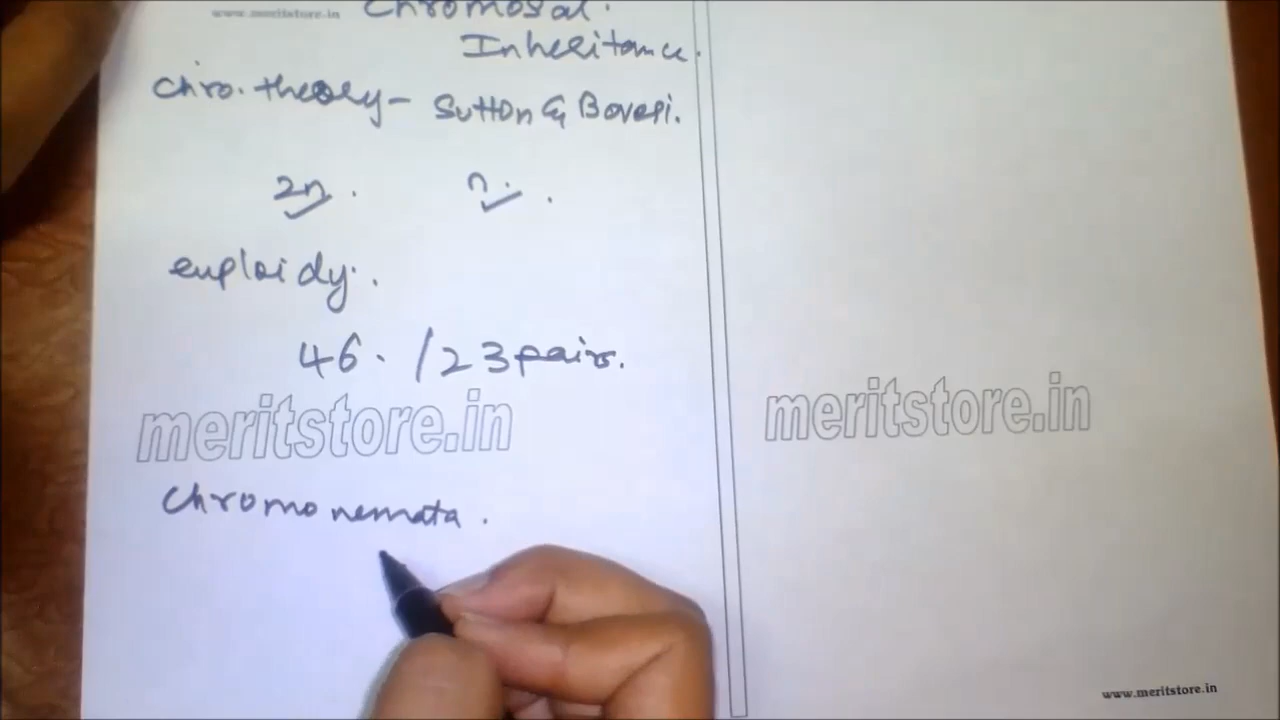 www.meritstore.in
Chromosal.
Inheritance.
Chro. theory - Sutton & Boveri.
2n. n.
euploidy.
46. / 23 pairs.
meritstore.in meritstore.in
Chromonemata.
www.meritstore.in